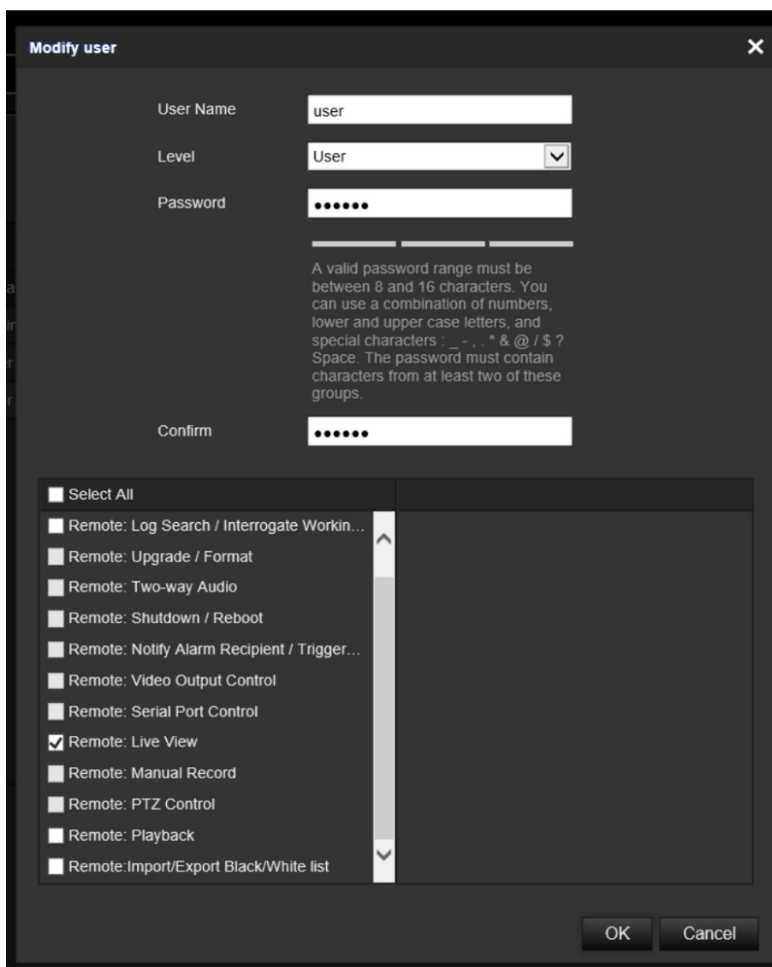 Modify user
User Name
user
Level
User
Password
••••••
A valid password range must be
between 8 and 16 characters. You
can use a combination of numbers,
lower and upper case letters, and
special characters : _ - , . * & @ / $ ?
Space. The password must contain
characters from at least two of these
groups.
Confirm
••••••
Select All
Remote: Log Search / Interrogate Workin...
Remote: Upgrade / Format
Remote: Two-way Audio
Remote: Shutdown / Reboot
Remote: Notify Alarm Recipient / Trigger...
Remote: Video Output Control
Remote: Serial Port Control
Remote: Live View
Remote: Manual Record
Remote: PTZ Control
Remote: Playback
Remote:Import/Export Black/White list
OK
Cancel